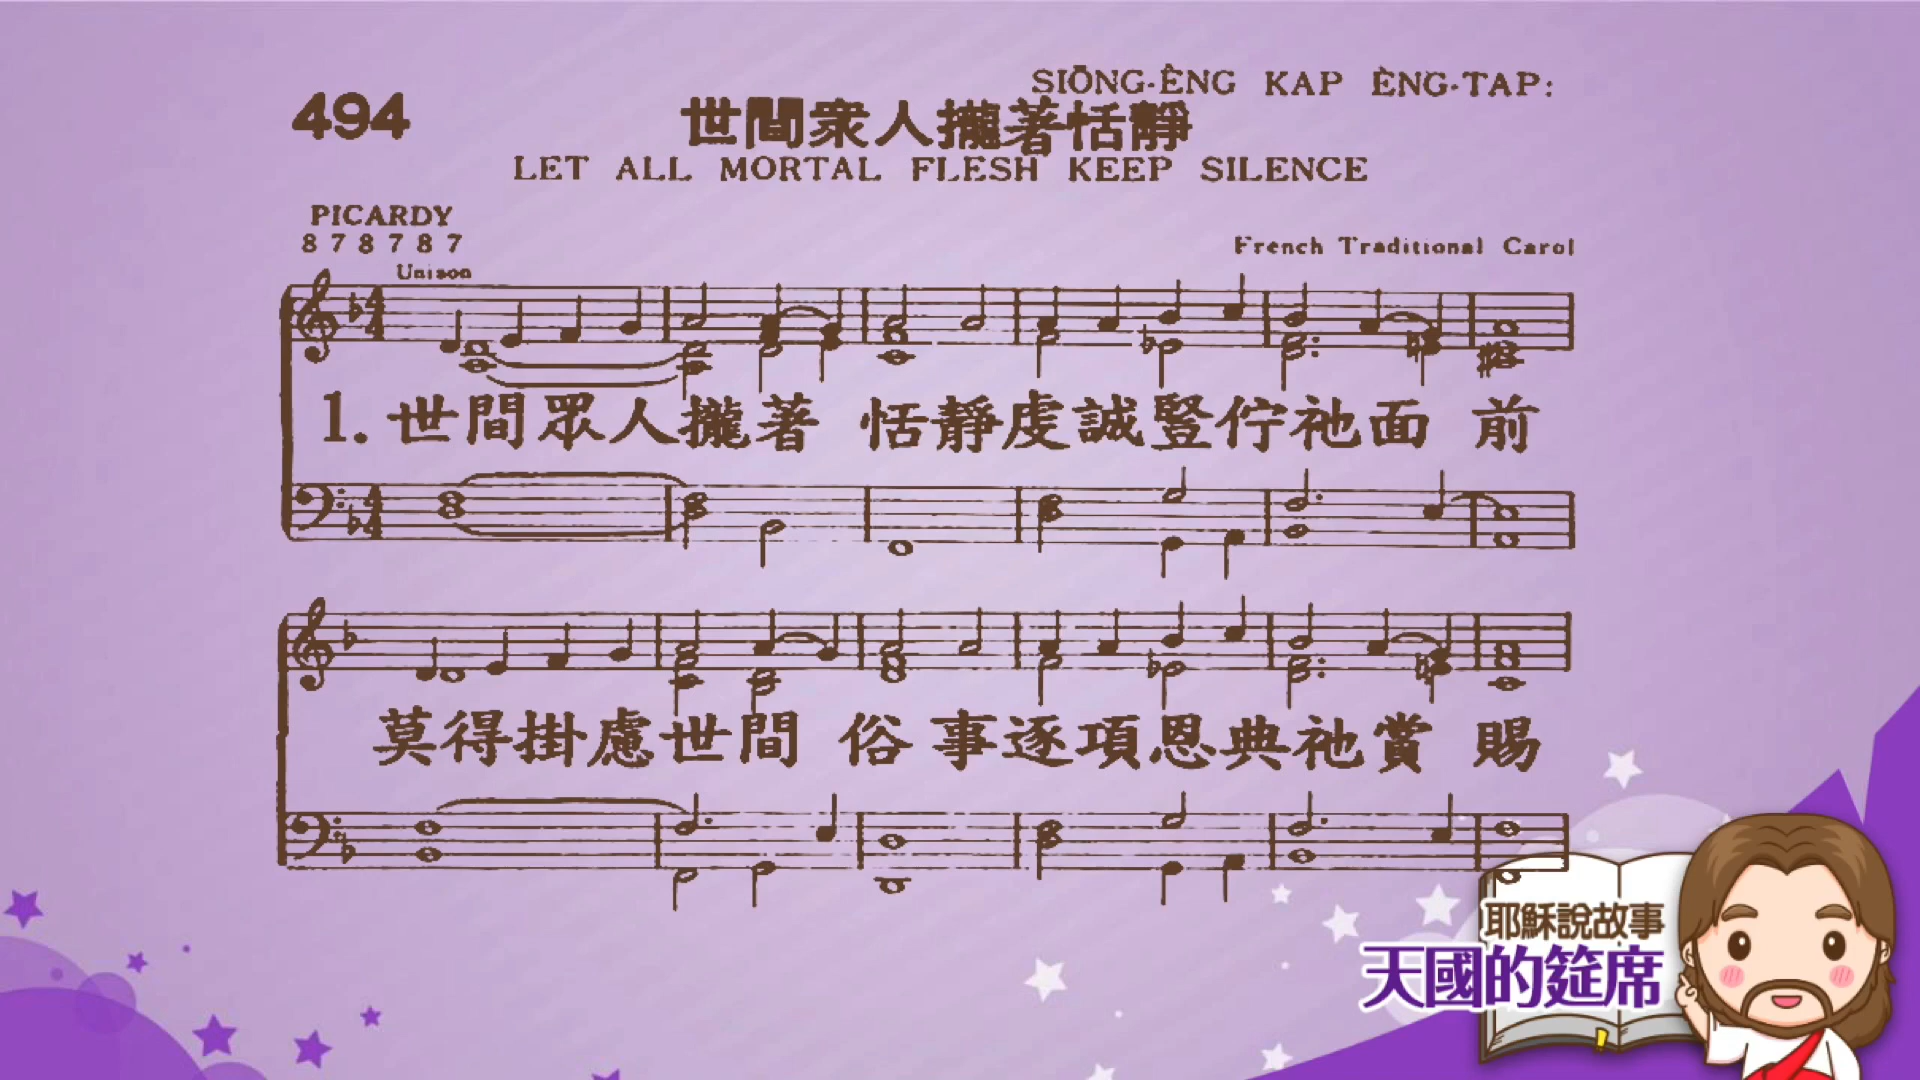 SIŌNG-ÈNG KAP ÈNG-TAP:
494
世間衆人攏著恬靜
LET ALL MORTAL FLESH KEEP SILENCE
PICARDY
8 7 8 7 8 7
French Traditional Carol
Unison
1. 世間眾人攏著 恬靜虔誠豎佇祂面 前
莫得掛慮世間 俗事逐項恩典祂賞 賜
耶穌說故事
天國的筵席